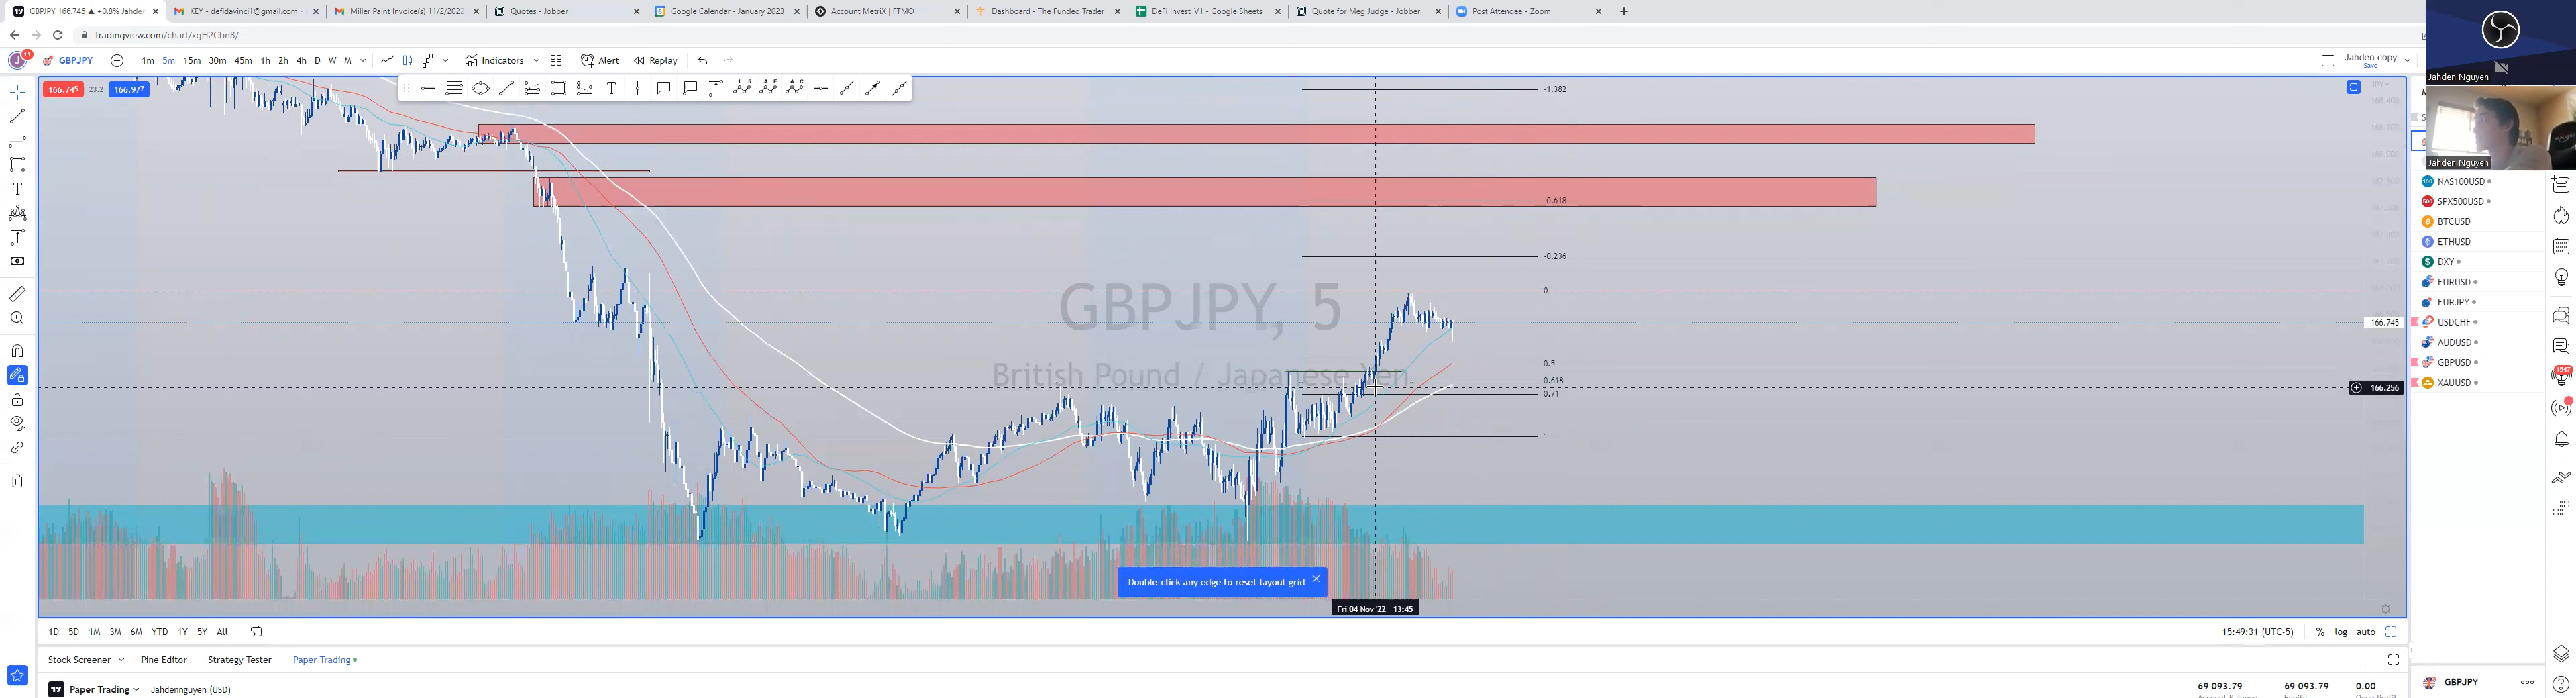 GBPJPY 166.745 ▲ +0.8% Jahden
KEY - defidavinci1@gmail.com -
Miller Paint Invoice(s) 11/2/2022
Quotes - Jobber
Google Calendar - January 2023
Account MetriX | FTMO
Dashboard - The Funded Trader
DeFi Invest_V1 - Google Sheets
Quote for Meg Judge - Jobber
Post Attendee - Zoom
tradingview.com/chart/xgH2Cbn8/
11
GBPJPY
1m 5m 15m 30m 45m 1h 2h 4h D W M
Indicators
Alert
Replay
Jahden copy
Save
Jahden Nguyen
Jahden Nguyen
166.745 23.2 166.977
-1.382
-0.618
-0.236
0
0.5
0.618
0.71
1
GBPJPY, 5
British Pound / Japanese Yen
166.745
166.256
NAS100USD
SPX500USD
BTCUSD
ETHUSD
DXY
EURUSD
EURJPY
USDCHF
AUDUSD
GBPUSD
XAUUSD
1547
Double-click any edge to reset layout grid
Fri 04 Nov '22 13:45
1D 5D 1M 3M 6M YTD 1Y 5Y All
15:49:31 (UTC-5) % log auto
Stock Screener Pine Editor Strategy Tester Paper Trading
Paper Trading Jahdennguyen (USD)
69 093.79 69 093.79 0.00
GBPJPY